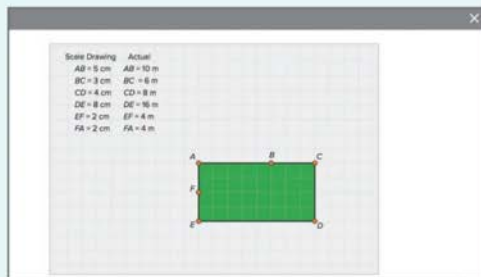 Scale Drawing Actual
AB = 5 cm AB = 10 m
BC = 3 cm BC = 6 m
CD = 4 cm CD = 8 m
DE = 8 cm DE = 16 m
EF = 2 cm EF = 4 m
FA = 2 cm FA = 4 m
A B C
F
E D